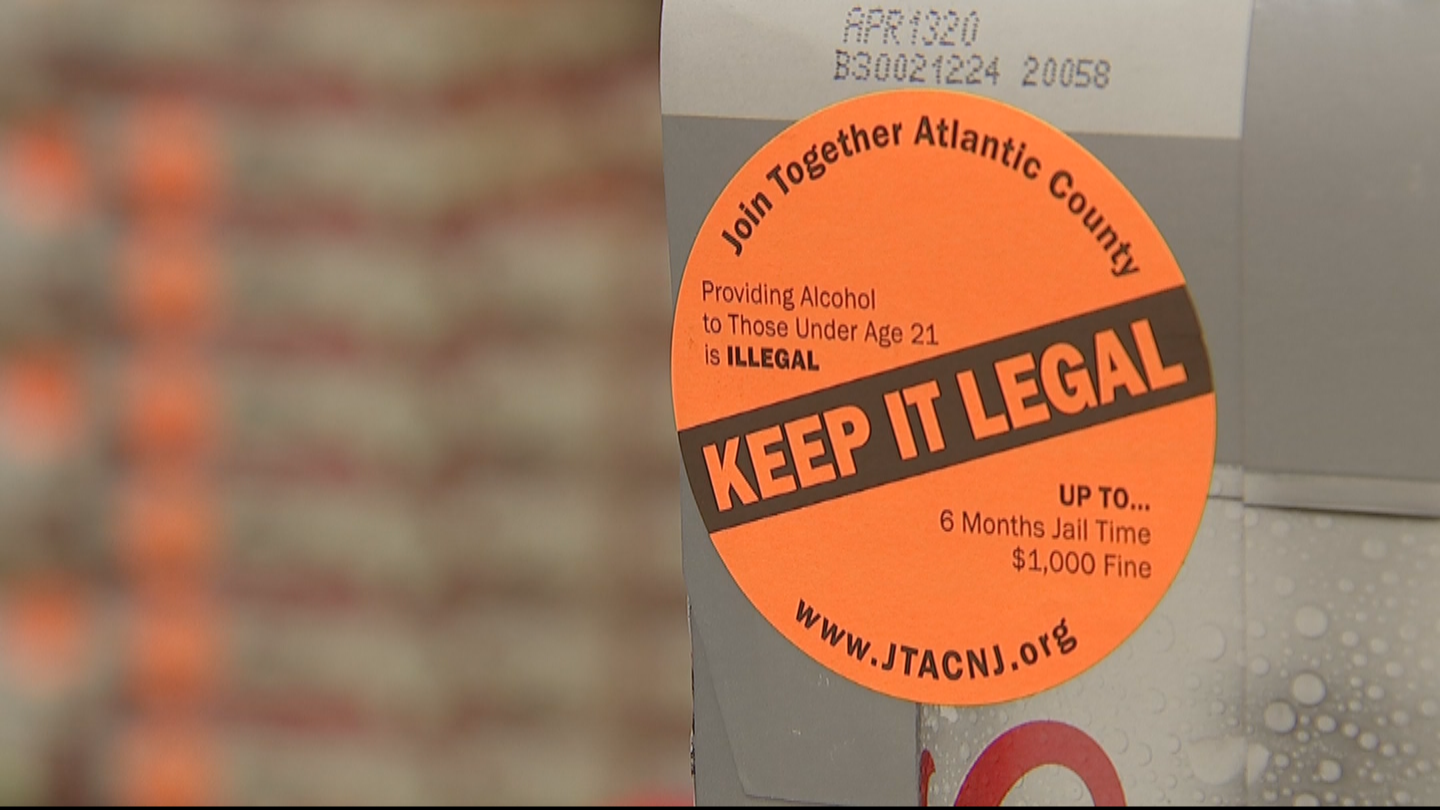 APR1320
B30021224 20058
Join Together Atlantic County
Providing Alcohol
to Those Under Age 21
is ILLEGAL
KEEP IT LEGAL
UP TO...
6 Months Jail Time
$1,000 Fine
www.JTACNJ.org